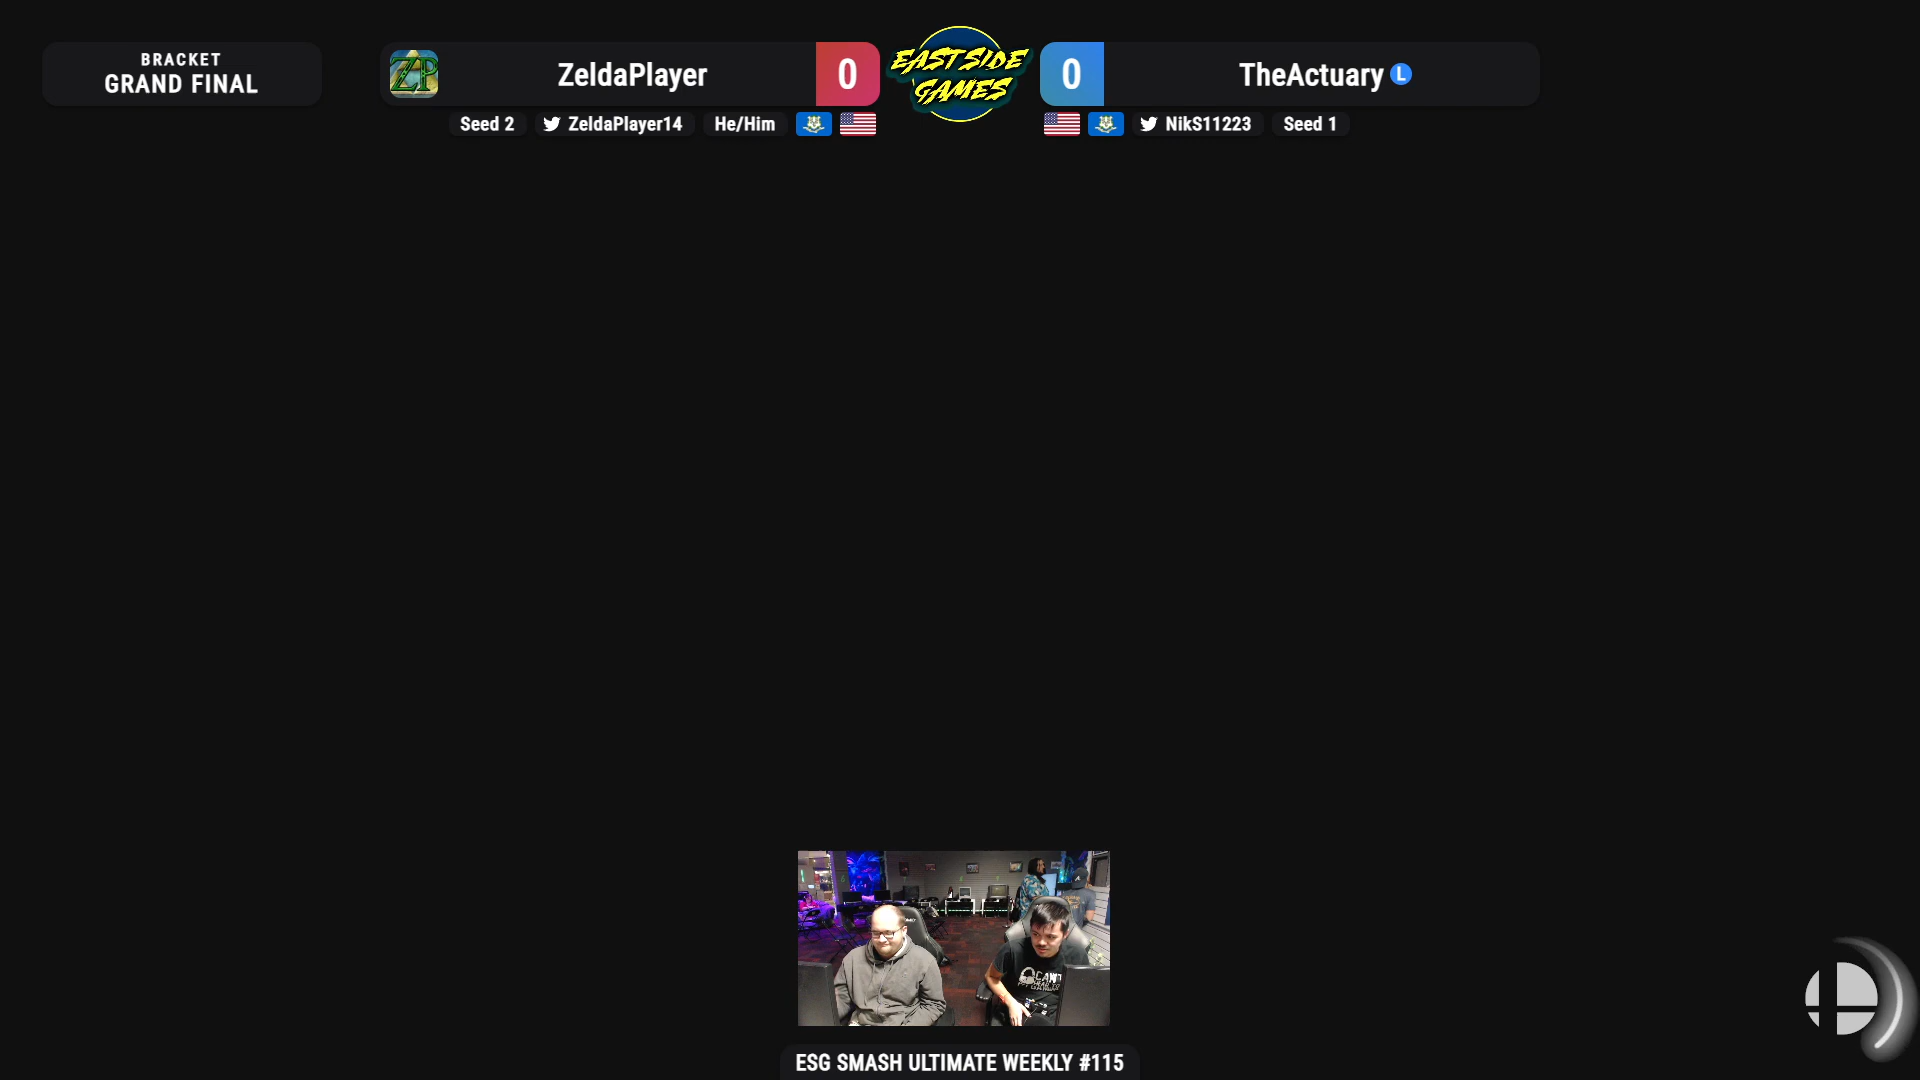 BRACKET
GRAND FINAL
ZP
ZeldaPlayer
0
EAST SIDE
GAMES
0
TheActuary L
Seed 2
ZeldaPlayer14
He/Him
NikS11223
Seed 1
ESG SMASH ULTIMATE WEEKLY #115